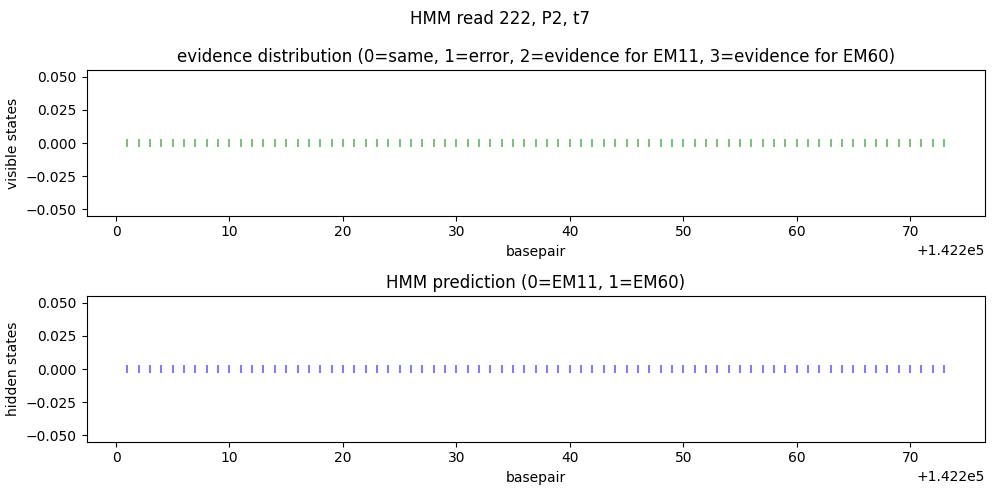 HMM read 222, P2, t7
evidence distribution (0=same, 1=error, 2=evidence for EM11, 3=evidence for EM60)
visible states
0.050
0.025
0.000
−0.025
−0.050
0 10 20 30 40 50 60 70
basepair
+1.422e5
HMM prediction (0=EM11, 1=EM60)
hidden states
0.050
0.025
0.000
−0.025
−0.050
0 10 20 30 40 50 60 70
basepair
+1.422e5